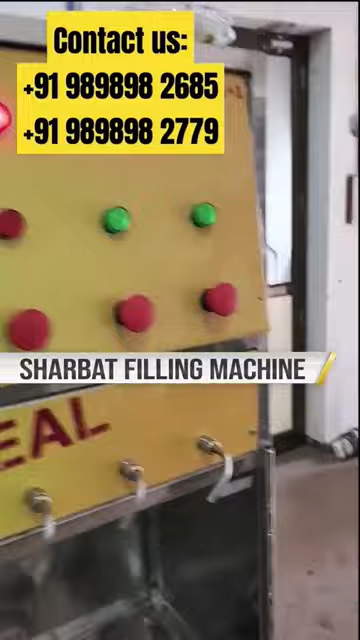 Contact us:
+91 989898 2685
+91 989898 2779
SHARBAT FILLING MACHINE
EAL